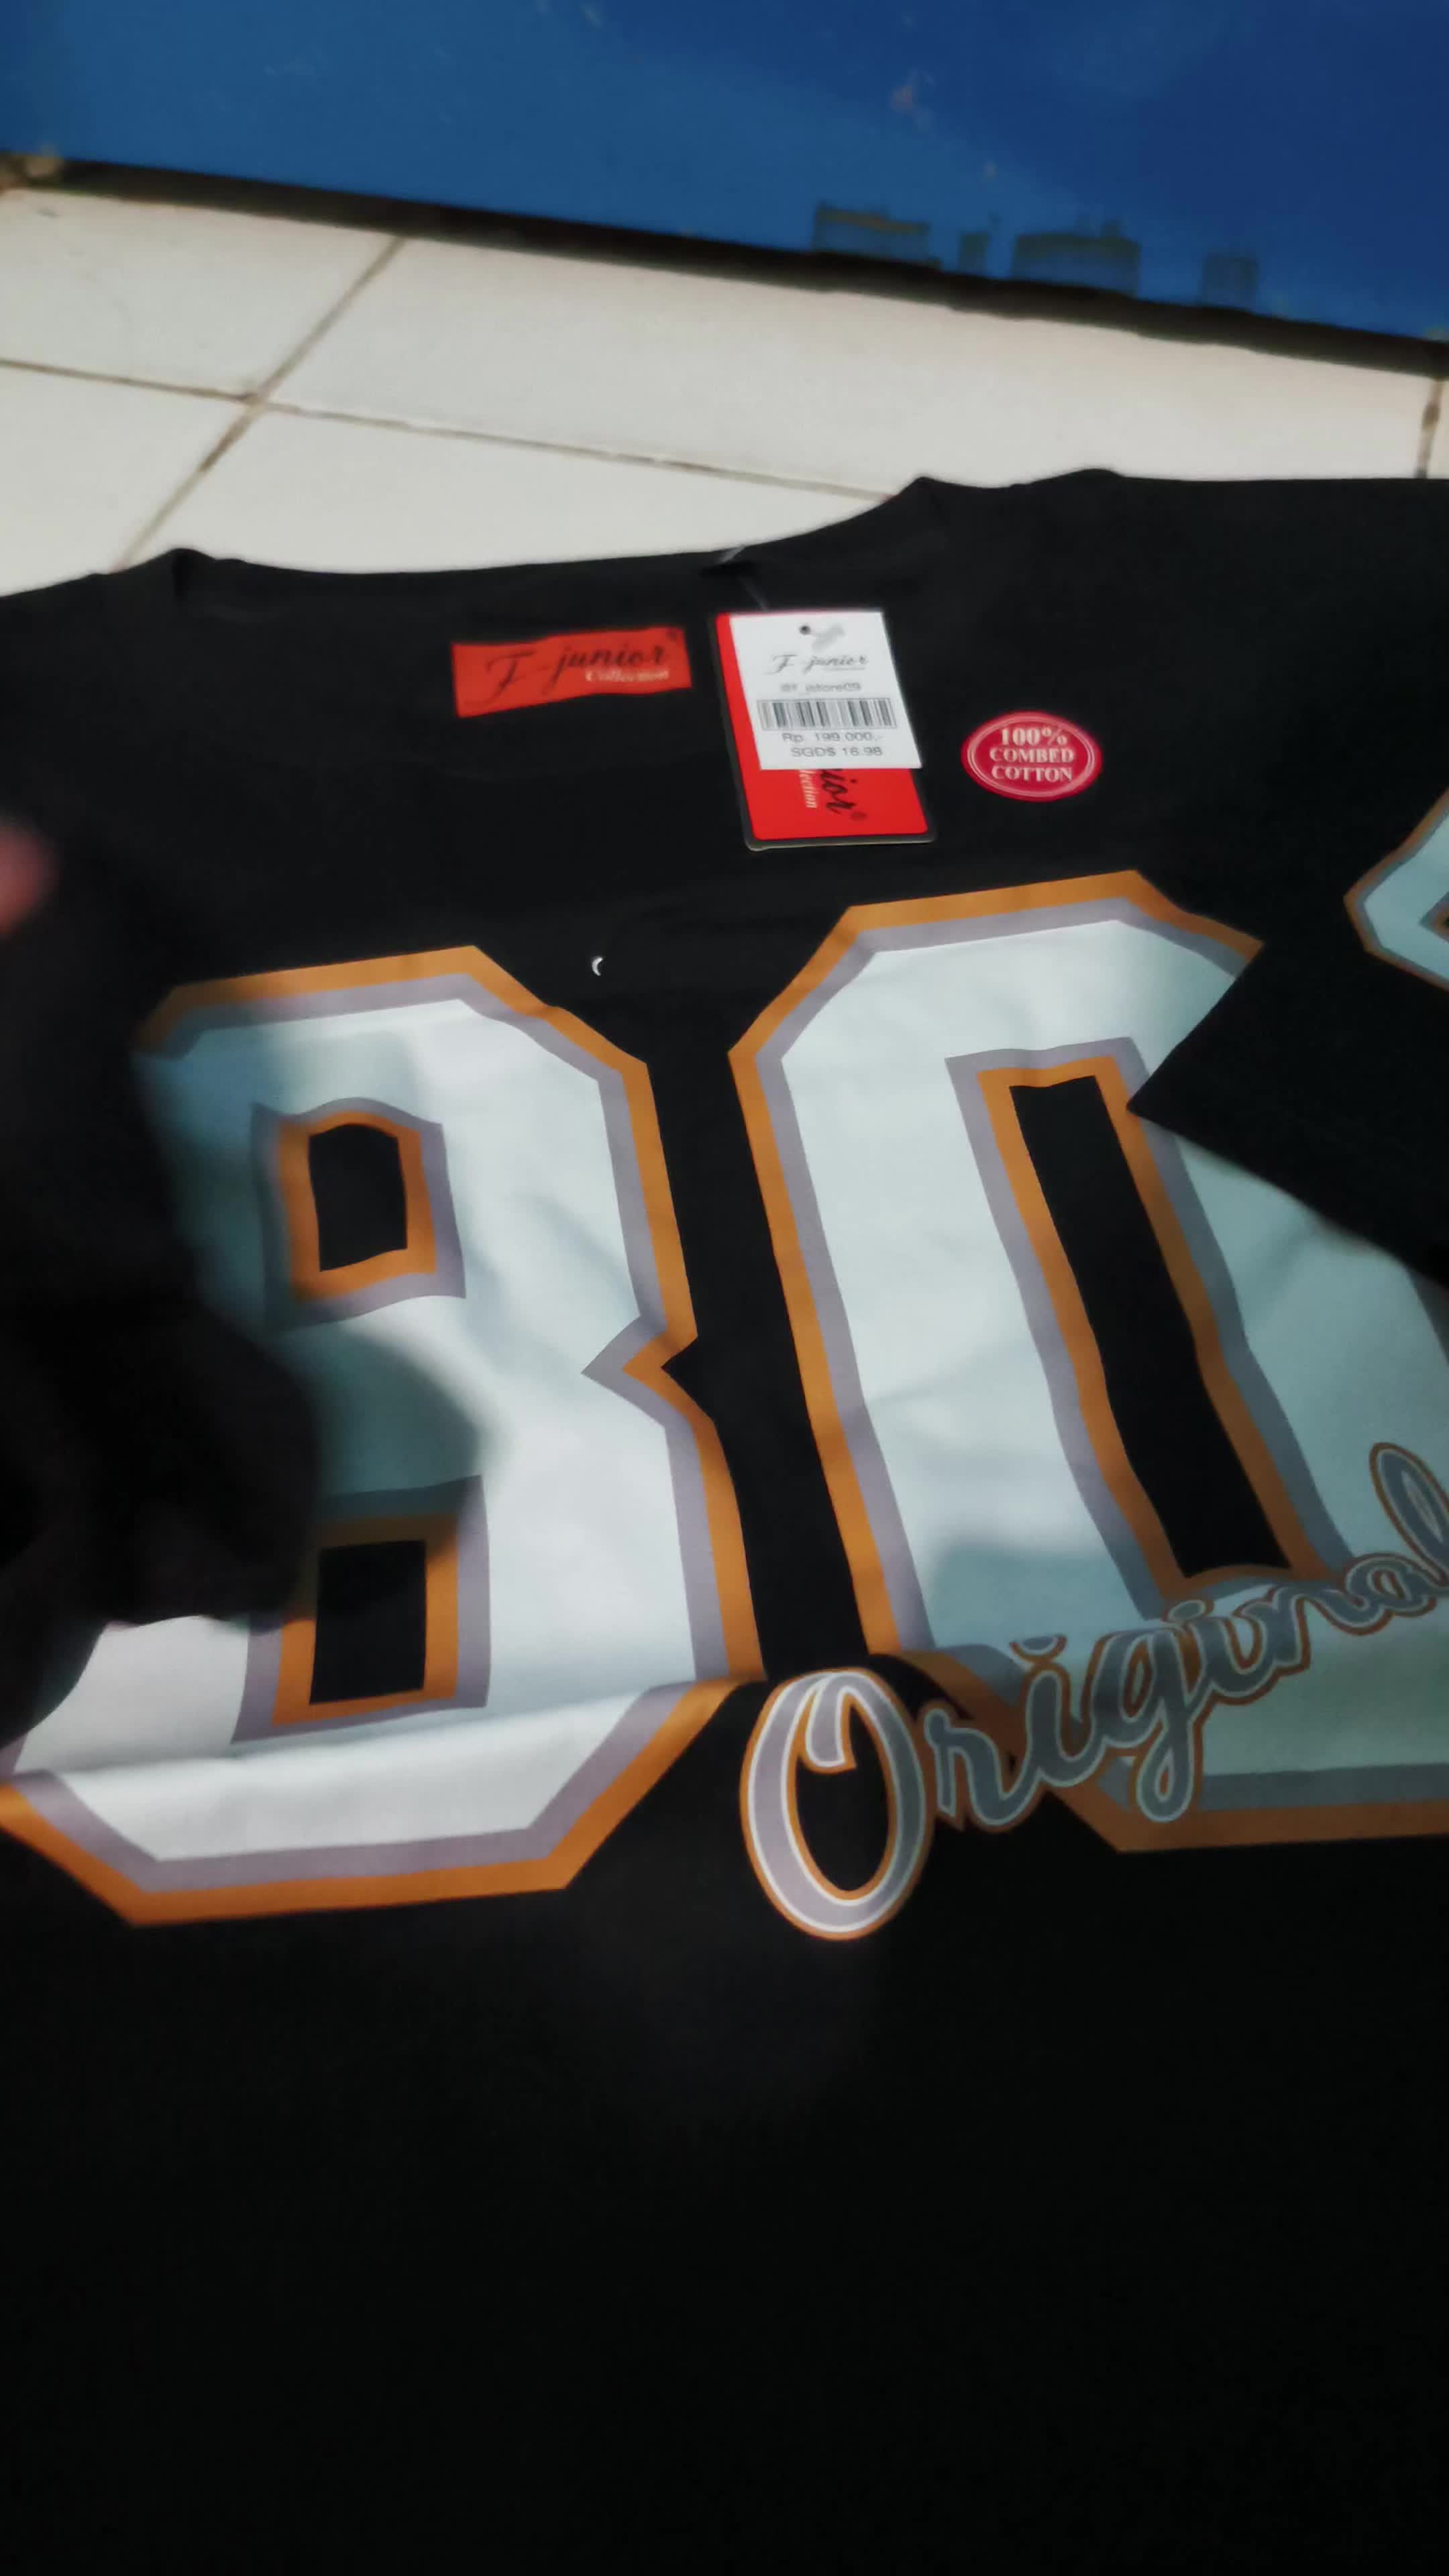 F-junior®
Collection
F-junior
Rp. 199.000,-
SGD$ 16.98
100%
COMBED
COTTON
80
Original